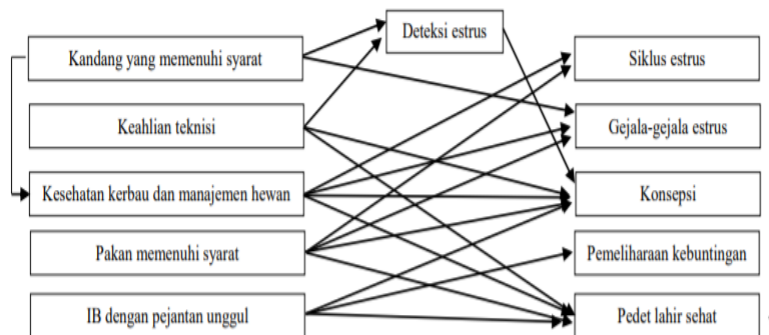 Deteksi estrus
Kandang yang memenuhi syarat
Siklus estrus
Keahlian teknisi
Gejala-gejala estrus
Kesehatan kerbau dan manajemen hewan
Konsepsi
Pakan memenuhi syarat
Pemeliharaan kebuntingan
IB dengan pejantan unggul
Pedet lahir sehat